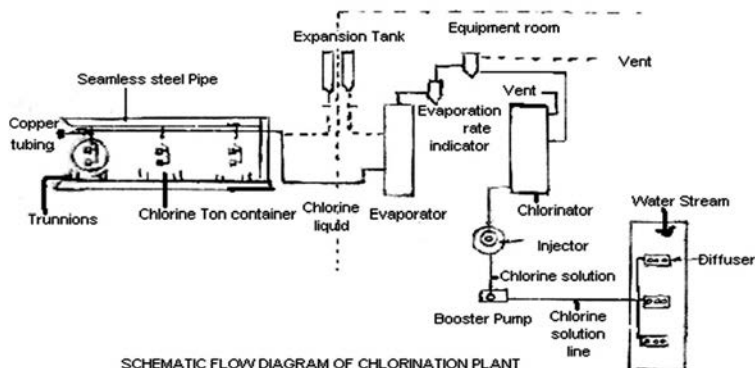 Equipment room
Expansion Tank
Vent
Seamless steel Pipe
Vent
Copper
tubing
Evaporation
rate
indicator
Trunnions
Chlorine Ton container
Chlorine
liquid
Evaporator
Chlorinator
Water Stream
Injector
Diffuser
Chlorine solution
Booster Pump
Chlorine
solution
line
SCHEMATIC FLOW DIAGRAM OF CHLORINATION PLANT